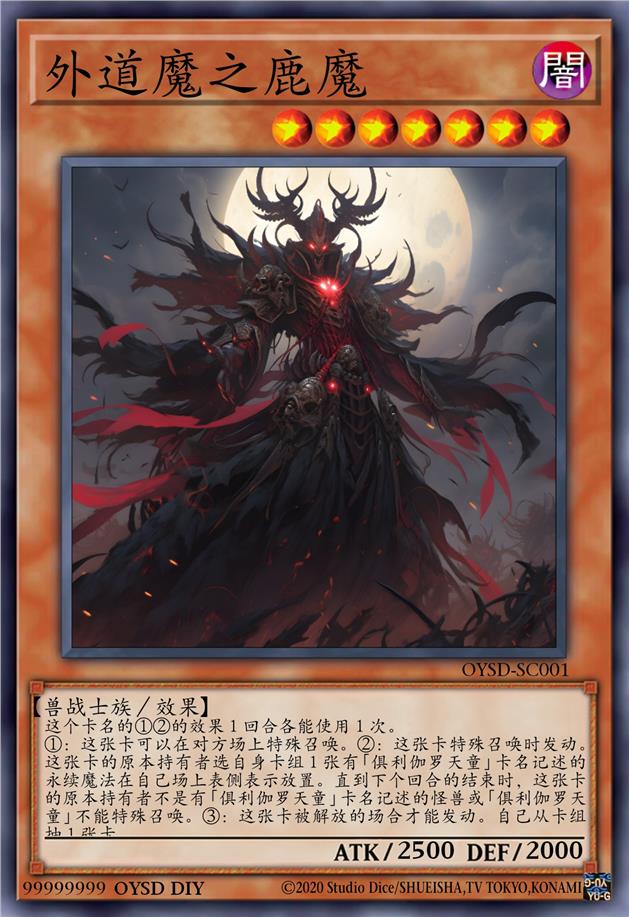 外道魔之鹿魔
闇
OYSD-SC001
【兽战士族／效果】
这个卡名的①②的效果１回合各能使用１次。
①：这张卡可以在对方场上特殊召唤。②：这张卡特殊召唤时发动。
这张卡的原本持有者选自身卡组１张有「俱利伽罗天童」卡名记述的
永续魔法在自己场上表侧表示放置。直到下个回合的结束时，这张卡
的原本持有者不是有「俱利伽罗天童」卡名记述的怪兽或「俱利伽罗天
童」不能特殊召唤。③：这张卡被解放的场合才能发动。自己从卡组
抽１张卡
ATK/2500 DEF/2000
99999999 OYSD DIY ©2020 Studio Dice/SHUEISHA,TV TOKYO,KONAMI
YU-G